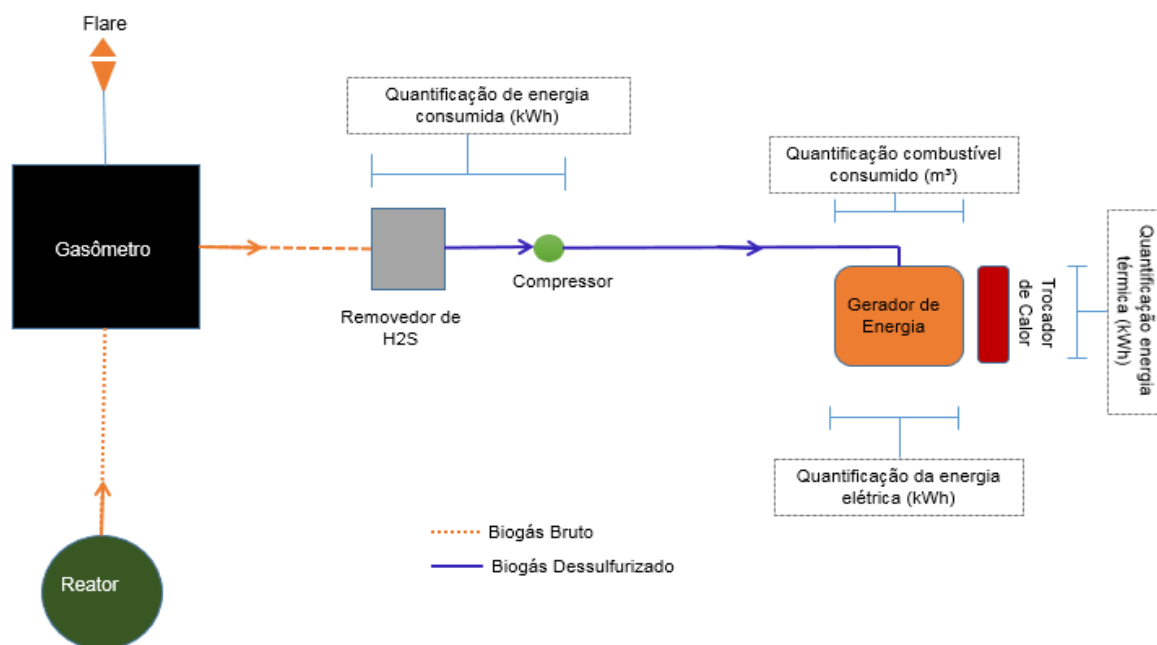 Flare
Quantificação de energia
consumida (kWh)
Quantificação combustível
consumido (m³)
Gasômetro
Compressor
Removedor de
H2S
Gerador de
Energia
Trocador
de Calor
Quantificação energia
térmica (kWh)
Quantificação da energia
elétrica (kWh)
Biogás Bruto
Biogás Dessulfurizado
Reator